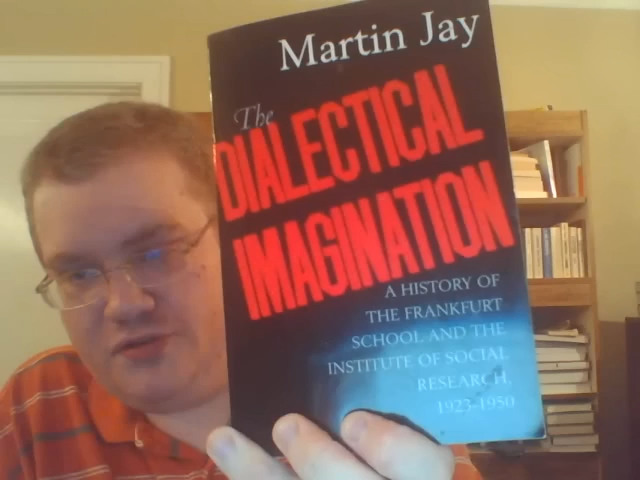 Martin Jay
The
DIALECTICAL
IMAGINATION
A HISTORY OF
THE FRANKFURT
SCHOOL AND THE
INSTITUTE OF SOCIAL
RESEARCH,
1923-1950